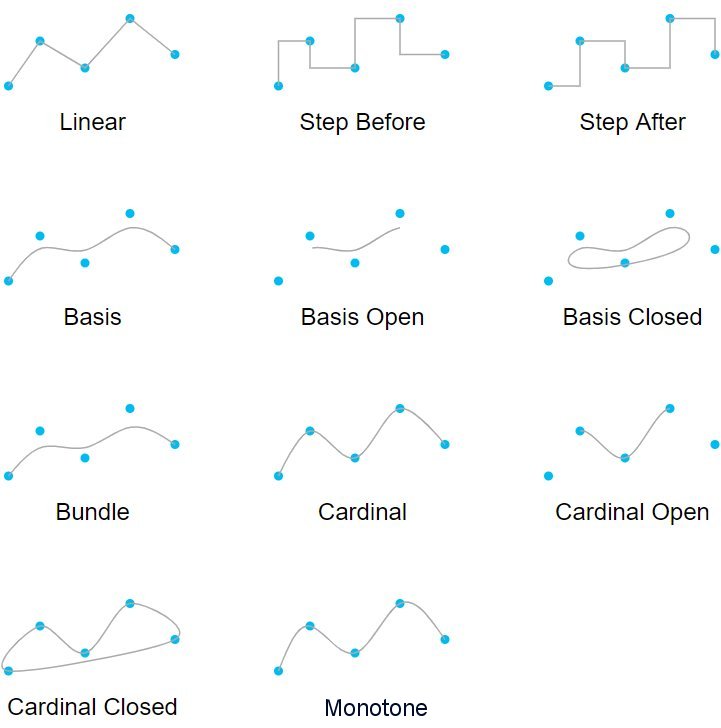 Linear
Step Before
Step After
Basis
Basis Open
Basis Closed
Bundle
Cardinal
Cardinal Open
Cardinal Closed
Monotone